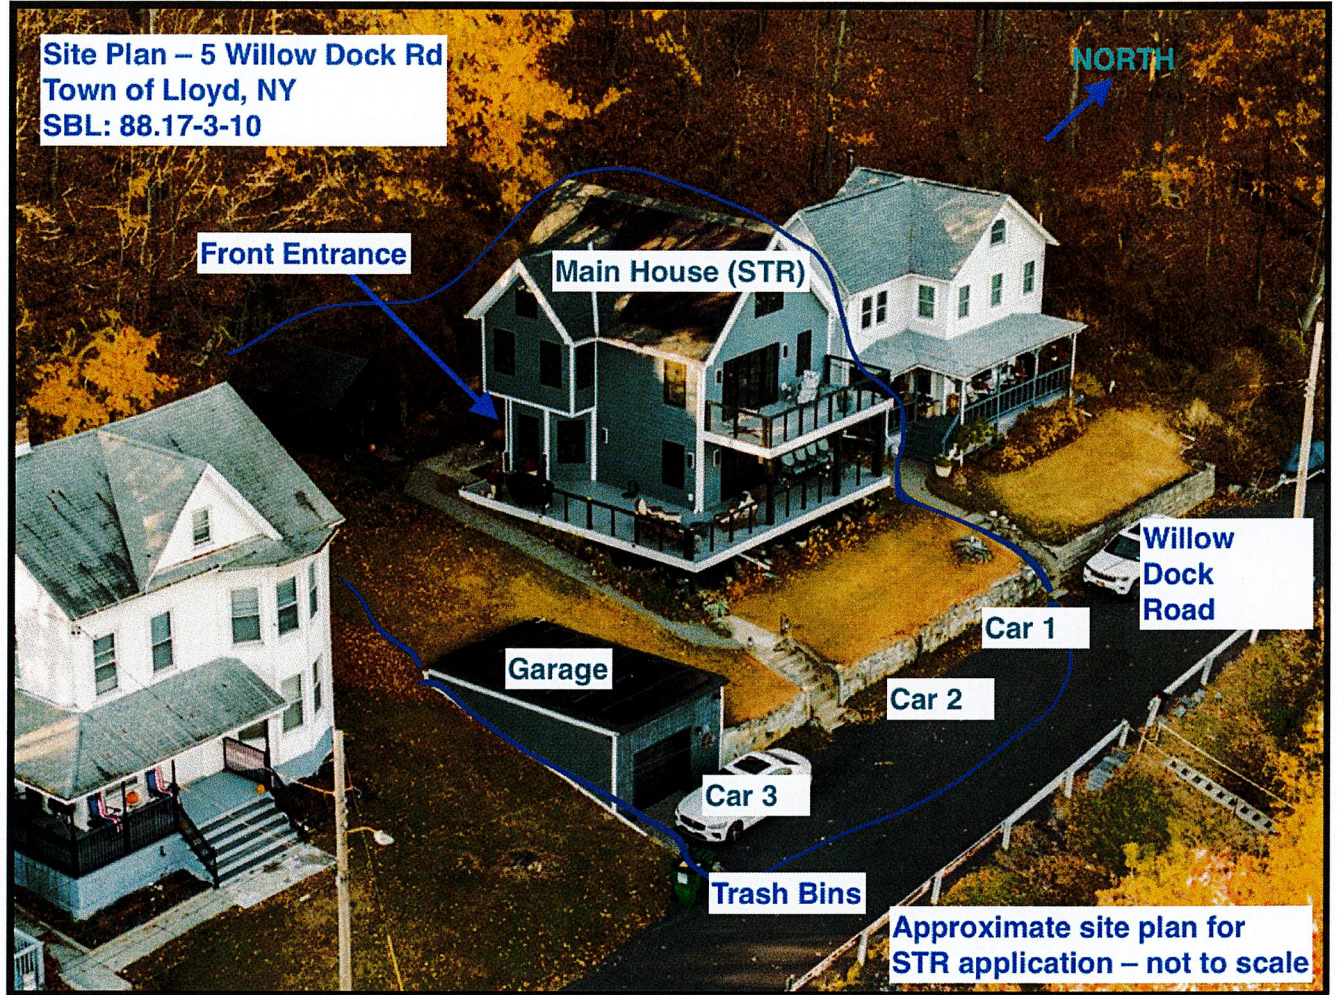 Site Plan – 5 Willow Dock Rd
Town of Lloyd, NY
SBL: 88.17-3-10
NORTH
Front Entrance
Main House (STR)
Willow
Dock
Road
Car 1
Garage
Car 2
Car 3
Trash Bins
Approximate site plan for
STR application – not to scale